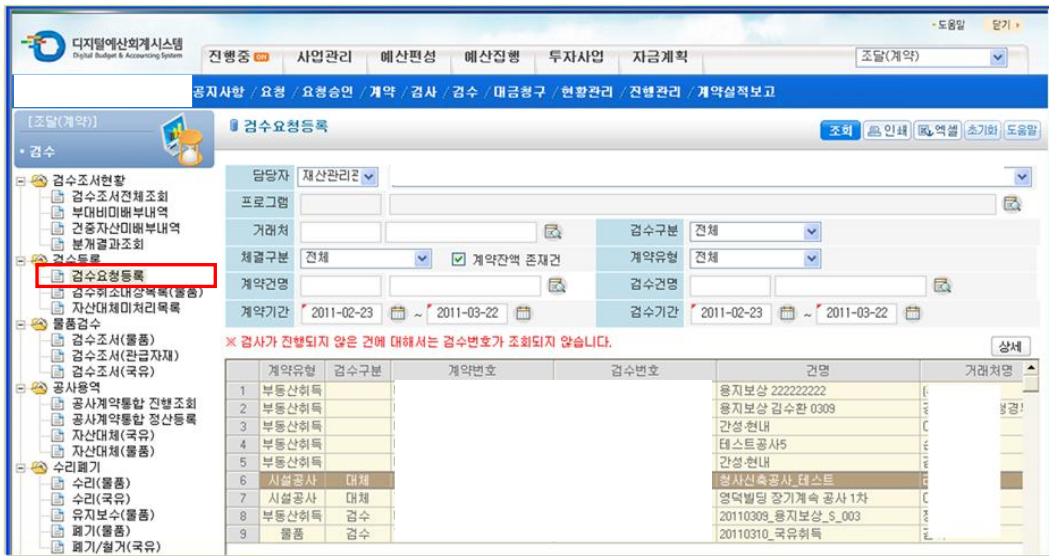 - 도움말 닫기
디지털예산회계시스템
Digital Budget & Accounting System
진행중 ON 사업관리 예산편성 예산집행 투자사업 자금계획 조달(계약)
공지사항 / 요청 / 요청승인 / 계약 / 검사 / 검수 / 대금청구 / 현황관리 / 진행관리 / 계약실적보고
[조달(계약)]
• 검수
검수요청등록
조회 인쇄 엑셀 초기화 도움말
검수조서현황
검수조서전체조회
부대비미배부내역
건중자산미배부내역
분개결과조회
검수등록
검수요청등록
검수취소대상목록(물품)
자산대체미처리목록
물품검수
검수조서(물품)
검수조서(관급자재)
검수조서(국유)
공사용역
공사계약통합 진행조회
공사계약통합 정산등록
자산대체(국유)
자산대체(물품)
수리폐기
수리(물품)
수리(국유)
유지보수(물품)
폐기(물품)
폐기/철거(국유)
담당자 재산관리관
프로그램
거래처 검수구분 전체
체결구분 전체 계약잔액 존재건 계약유형 전체
계약건명 검수건명
계약기간 2011-02-23 ~ 2011-03-22 검수기간 2011-02-23 ~ 2011-03-22
※ 검사가 진행되지 않은 건에 대해서는 검수번호가 조회되지 않습니다.
상세
계약유형 검수구분 계약번호 검수번호 건명 거래처명
1 부동산취득 용지보상 222222222
2 부동산취득 용지보상 김수환 0309
3 부동산취득 간성-현내
4 부동산취득 테스트공사5
5 부동산취득 간성-현내
6 시설공사 대체 청사신축공사_테스트
7 시설공사 대체 영덕빌딩 장기계속 공사 1차
8 부동산취득 검수 20110309_용지보상_S_003
9 물품 검수 20110310_국유취득